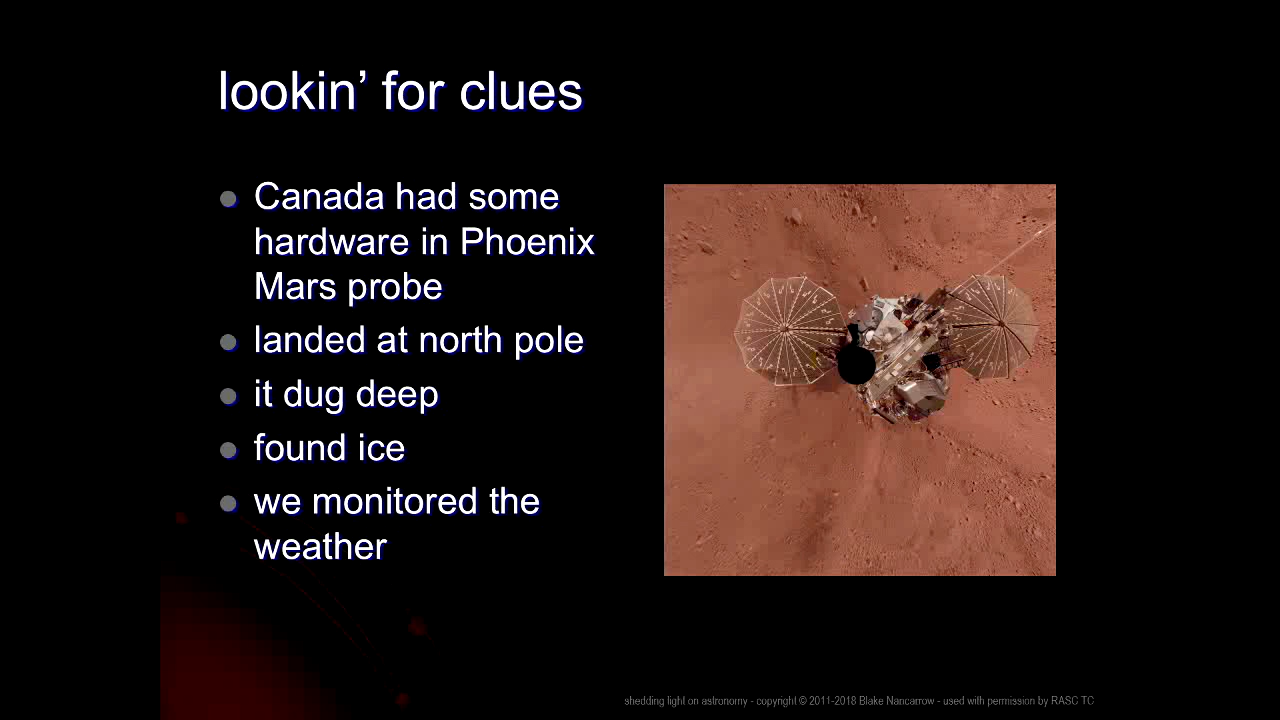 lookin’ for clues
Canada had some
hardware in Phoenix
Mars probe
landed at north pole
it dug deep
found ice
we monitored the
weather
shedding light on astronomy - copyright © 2011-2018 Blake Nancarrow - used with permission by RASC TC